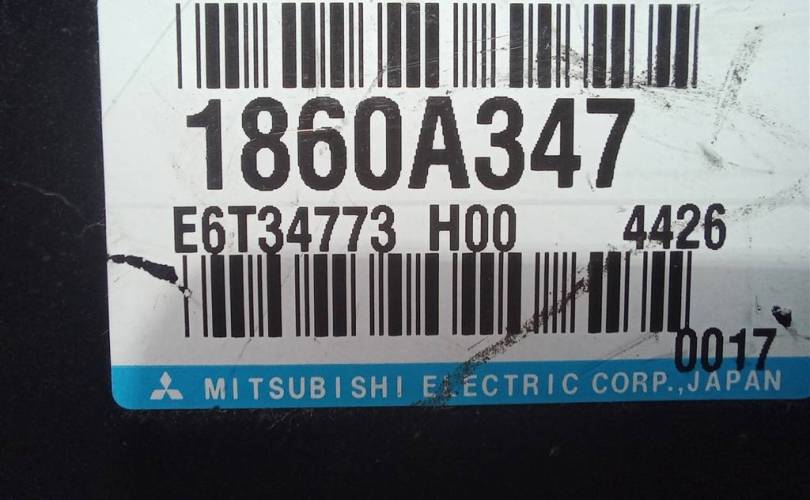 1860A347
E6T34773 H00 4426
0017
MITSUBISHI ELECTRIC CORP.,JAPAN